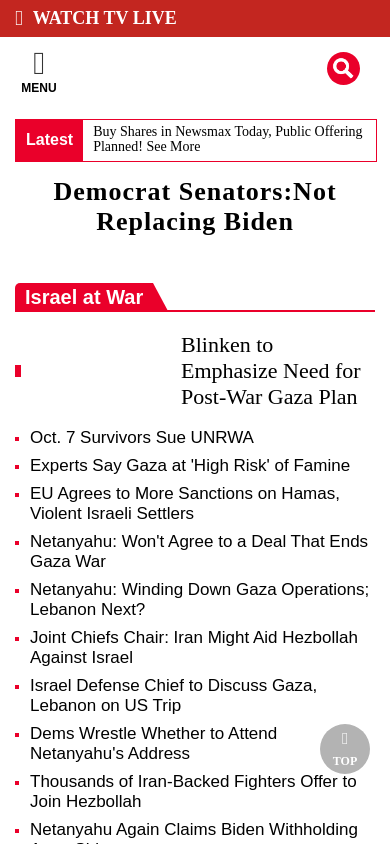 WATCH TV LIVE
MENU
Latest
Buy Shares in Newsmax Today, Public Offering
Planned! See More
Democrat Senators:Not
Replacing Biden
Israel at War
Blinken to
Emphasize Need for
Post-War Gaza Plan
Oct. 7 Survivors Sue UNRWA
Experts Say Gaza at 'High Risk' of Famine
EU Agrees to More Sanctions on Hamas,
Violent Israeli Settlers
Netanyahu: Won't Agree to a Deal That Ends
Gaza War
Netanyahu: Winding Down Gaza Operations;
Lebanon Next?
Joint Chiefs Chair: Iran Might Aid Hezbollah
Against Israel
Israel Defense Chief to Discuss Gaza,
Lebanon on US Trip
Dems Wrestle Whether to Attend
Netanyahu's Address
TOP
Thousands of Iran-Backed Fighters Offer to
Join Hezbollah
Netanyahu Again Claims Biden Withholding